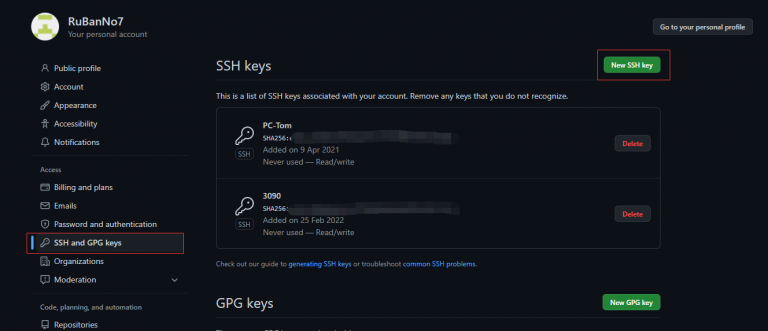 RuBanNo7
Your personal account
Go to your personal profile
Public profile
Account
Appearance
Accessibility
Notifications
Access
Billing and plans
Emails
Password and authentication
SSH and GPG keys
Organizations
Moderation
Code, planning, and automation
Repositories
SSH keys
New SSH key
This is a list of SSH keys associated with your account. Remove any keys that you do not recognize.
PC-Tom
SHA256:
SSH
Added on 9 Apr 2021
Never used — Read/write
Delete
3090
SHA256:
SSH
Added on 25 Feb 2022
Never used — Read/write
Delete
Check out our guide to generating SSH keys or troubleshoot common SSH problems.
GPG keys
New GPG key